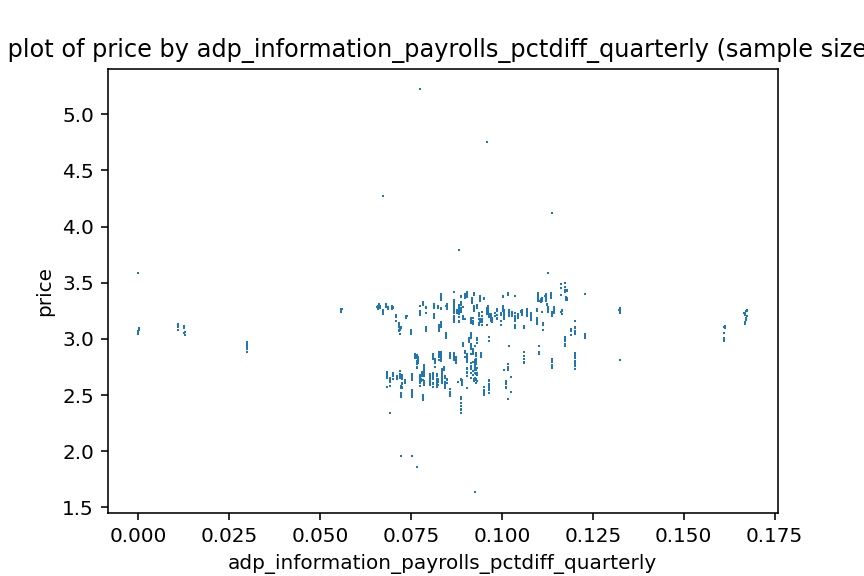 plot of price by adp_information_payrolls_pctdiff_quarterly (sample size
5.0
4.5
4.0
3.5
3.0
2.5
2.0
1.5
price
0.000 0.025 0.050 0.075 0.100 0.125 0.150 0.175
adp_information_payrolls_pctdiff_quarterly